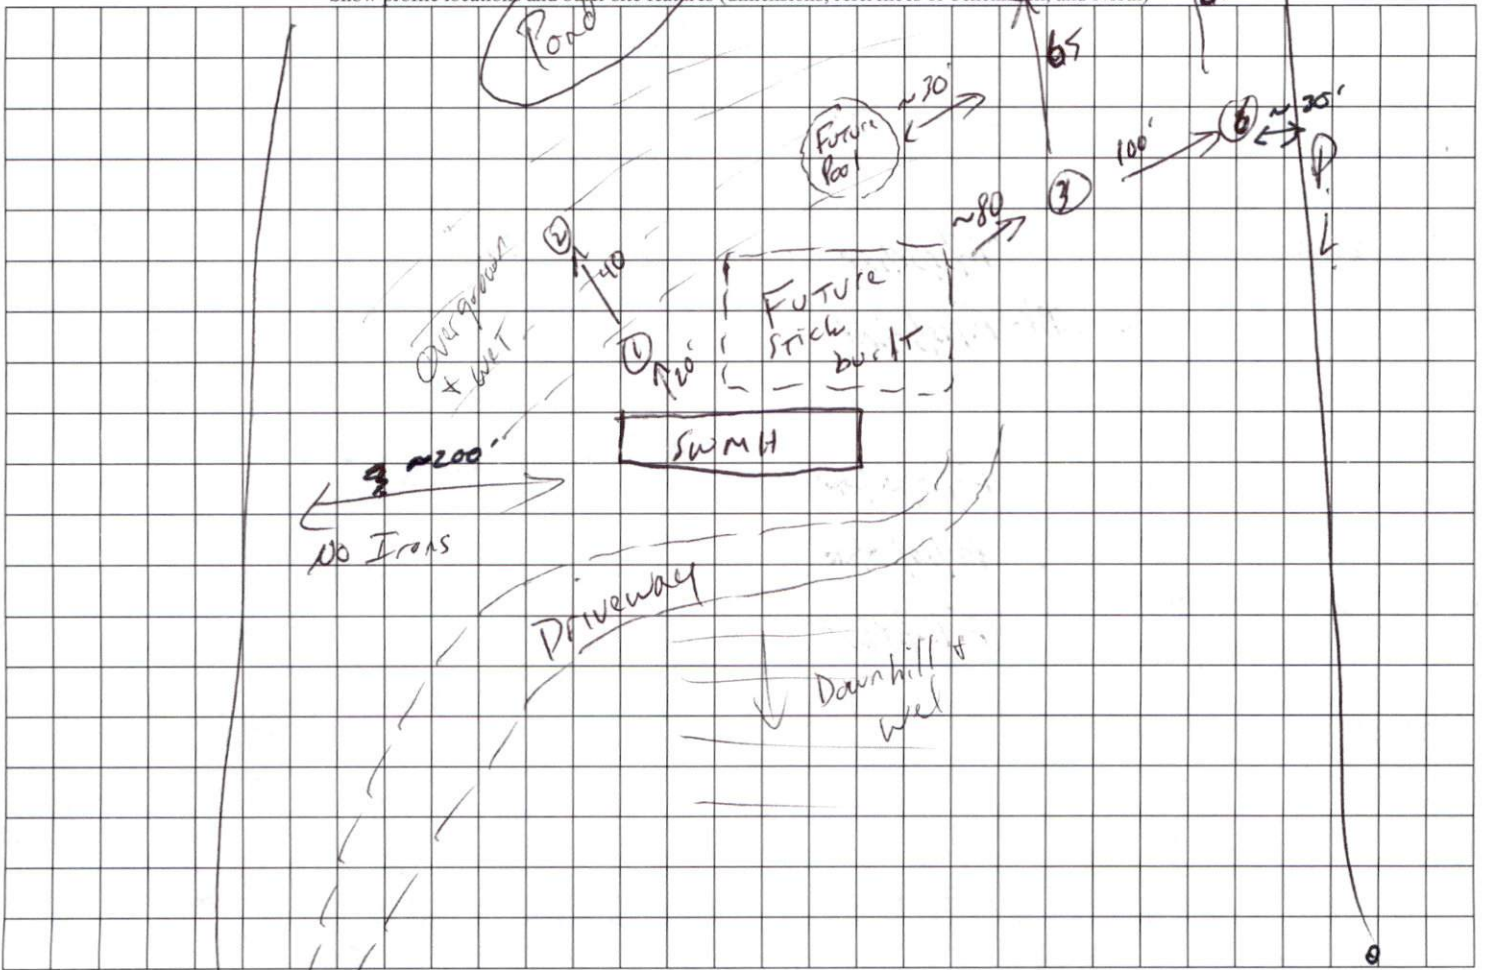 Pond
65
~30'
Future
Pool
6
100'
P.
L.
3
~80
2
40
Future
Stick
built
Overgrown
+ wet
1
20'
SWMH
~200'
No Irons
Driveway
Downhill +
wet